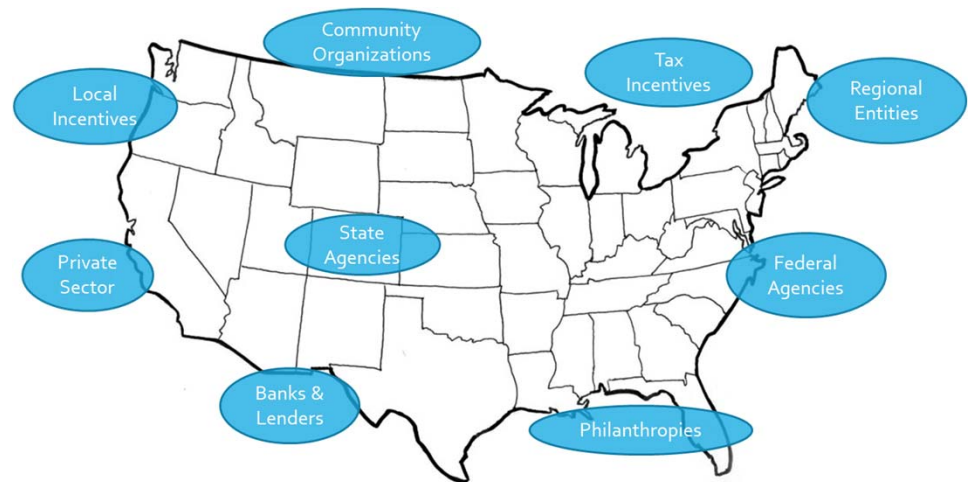 Community
Organizations
Tax
Incentives
Local
Incentives
Regional
Entities
State
Agencies
Private
Sector
Federal
Agencies
Banks &
Lenders
Philanthropies